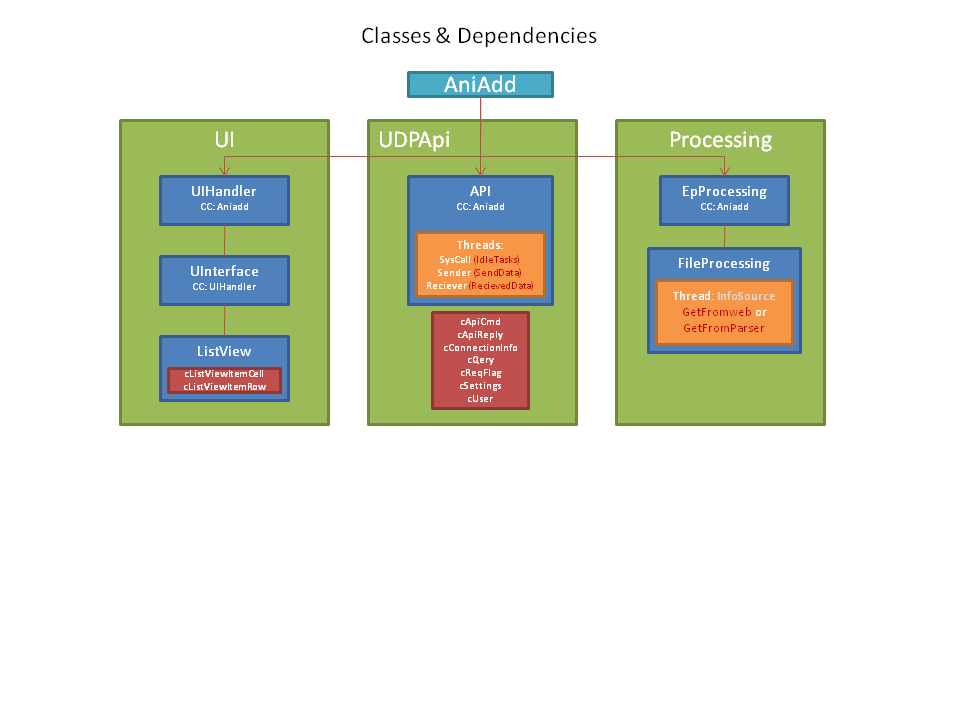 Classes & Dependencies
AniAdd
UI
UIHandler
CC: Aniadd
UInterface
CC: UIHandler
ListView
cListViewItemCell
cListViewItemRow
UDPApi
API
CC: Aniadd
Threads:
SysCall (IdleTasks)
Sender (SendData)
Reciever (RecievedData)
cApiCmd
cApiReply
cConnectionInfo
cQery
cReqFlag
cSettings
cUser
Processing
EpProcessing
CC: Aniadd
FileProcessing
Thread: InfoSource
GetFromweb or
GetFromParser